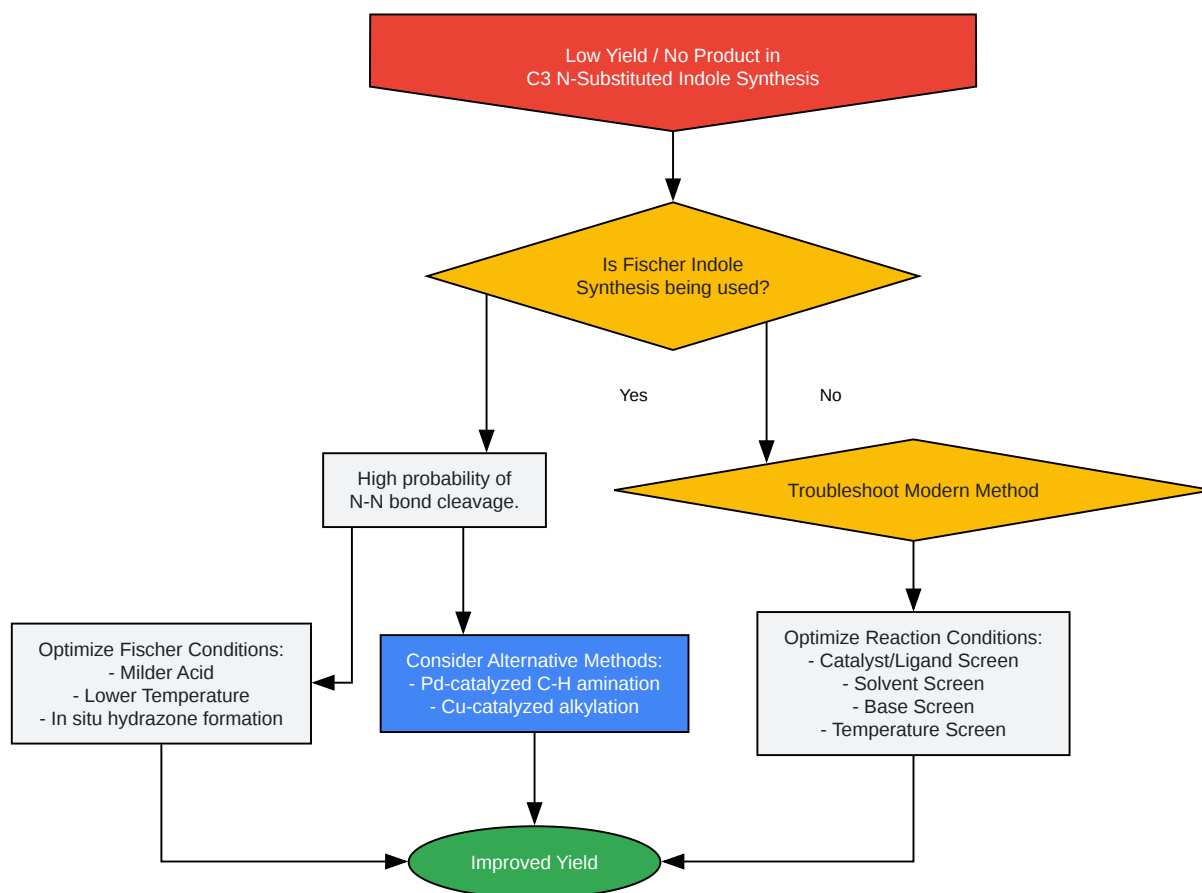 Low Yield / No Product in
C3 N-Substituted Indole Synthesis
Is Fischer Indole
Synthesis being used?
Yes
No
High probability of
N-N bond cleavage.
Troubleshoot Modern Method
Optimize Fischer Conditions:
- Milder Acid
- Lower Temperature
- In situ hydrazone formation
Consider Alternative Methods:
- Pd-catalyzed C-H amination
- Cu-catalyzed alkylation
Optimize Reaction Conditions:
- Catalyst/Ligand Screen
- Solvent Screen
- Base Screen
- Temperature Screen
Improved Yield